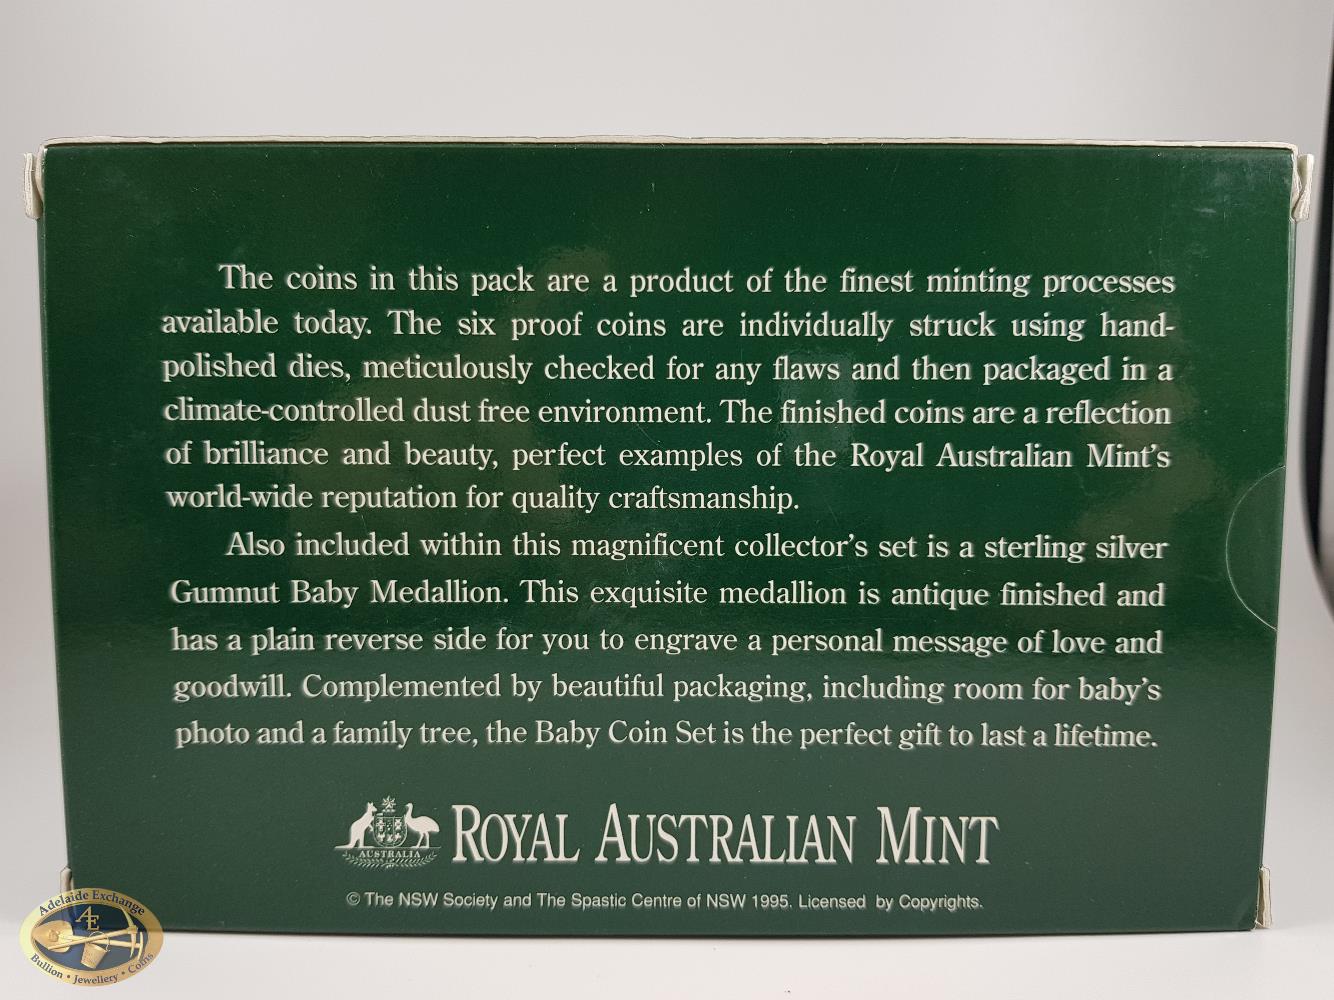 The coins in this pack are a product of the finest minting processes
available today. The six proof coins are individually struck using hand-
polished dies, meticulously checked for any flaws and then packaged in a
climate-controlled dust free environment. The finished coins are a reflection
of brilliance and beauty, perfect examples of the Royal Australian Mint's
world-wide reputation for quality craftsmanship.
Also included within this magnificent collector's set is a sterling silver
Gumnut Baby Medallion. This exquisite medallion is antique finished and
has a plain reverse side for you to engrave a personal message of love and
goodwill. Complemented by beautiful packaging, including room for baby's
photo and a family tree, the Baby Coin Set is the perfect gift to last a lifetime.
AUSTRALIA
ROYAL AUSTRALIAN MINT
© The NSW Society and The Spastic Centre of NSW 1995. Licensed by Copyrights.
Adelaide Exchange
AE
Bullion • Jewellery • Coins